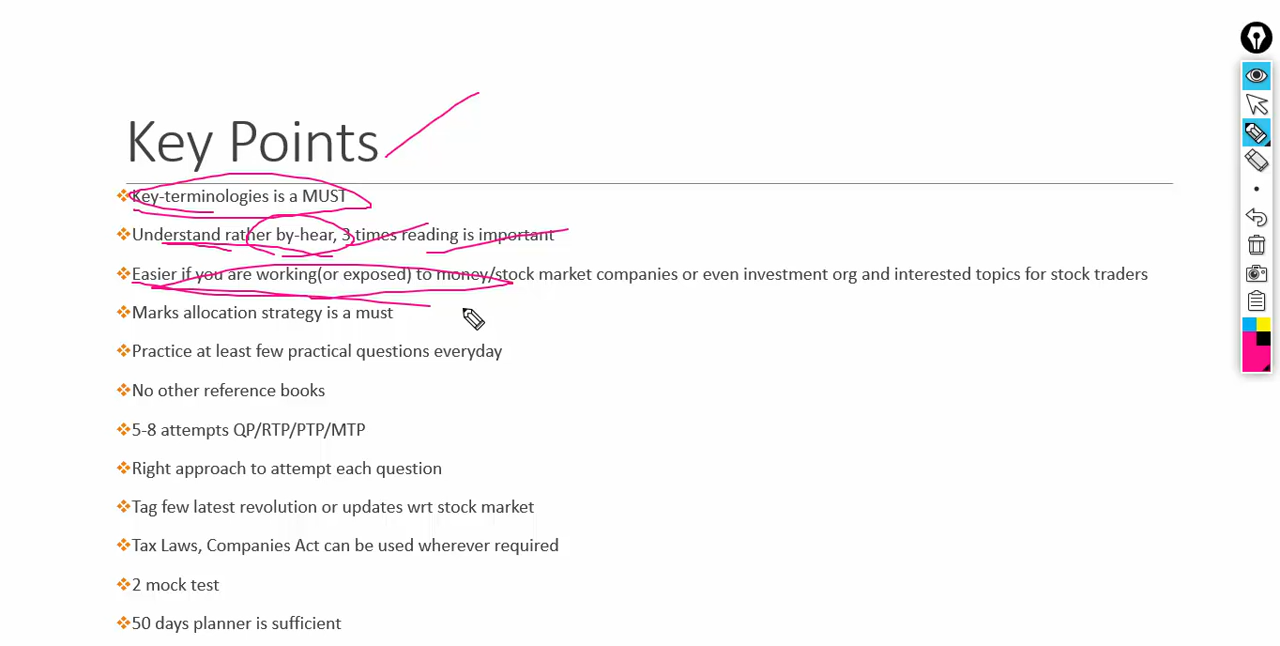 Key Points
Key-terminologies is a MUST
Understand rather by-hear, 3 times reading is important
Easier if you are working(or exposed) to money/stock market companies or even investment org and interested topics for stock traders
Marks allocation strategy is a must
Practice at least few practical questions everyday
No other reference books
5-8 attempts QP/RTP/PTP/MTP
Right approach to attempt each question
Tag few latest revolution or updates wrt stock market
Tax Laws, Companies Act can be used wherever required
2 mock test
50 days planner is sufficient